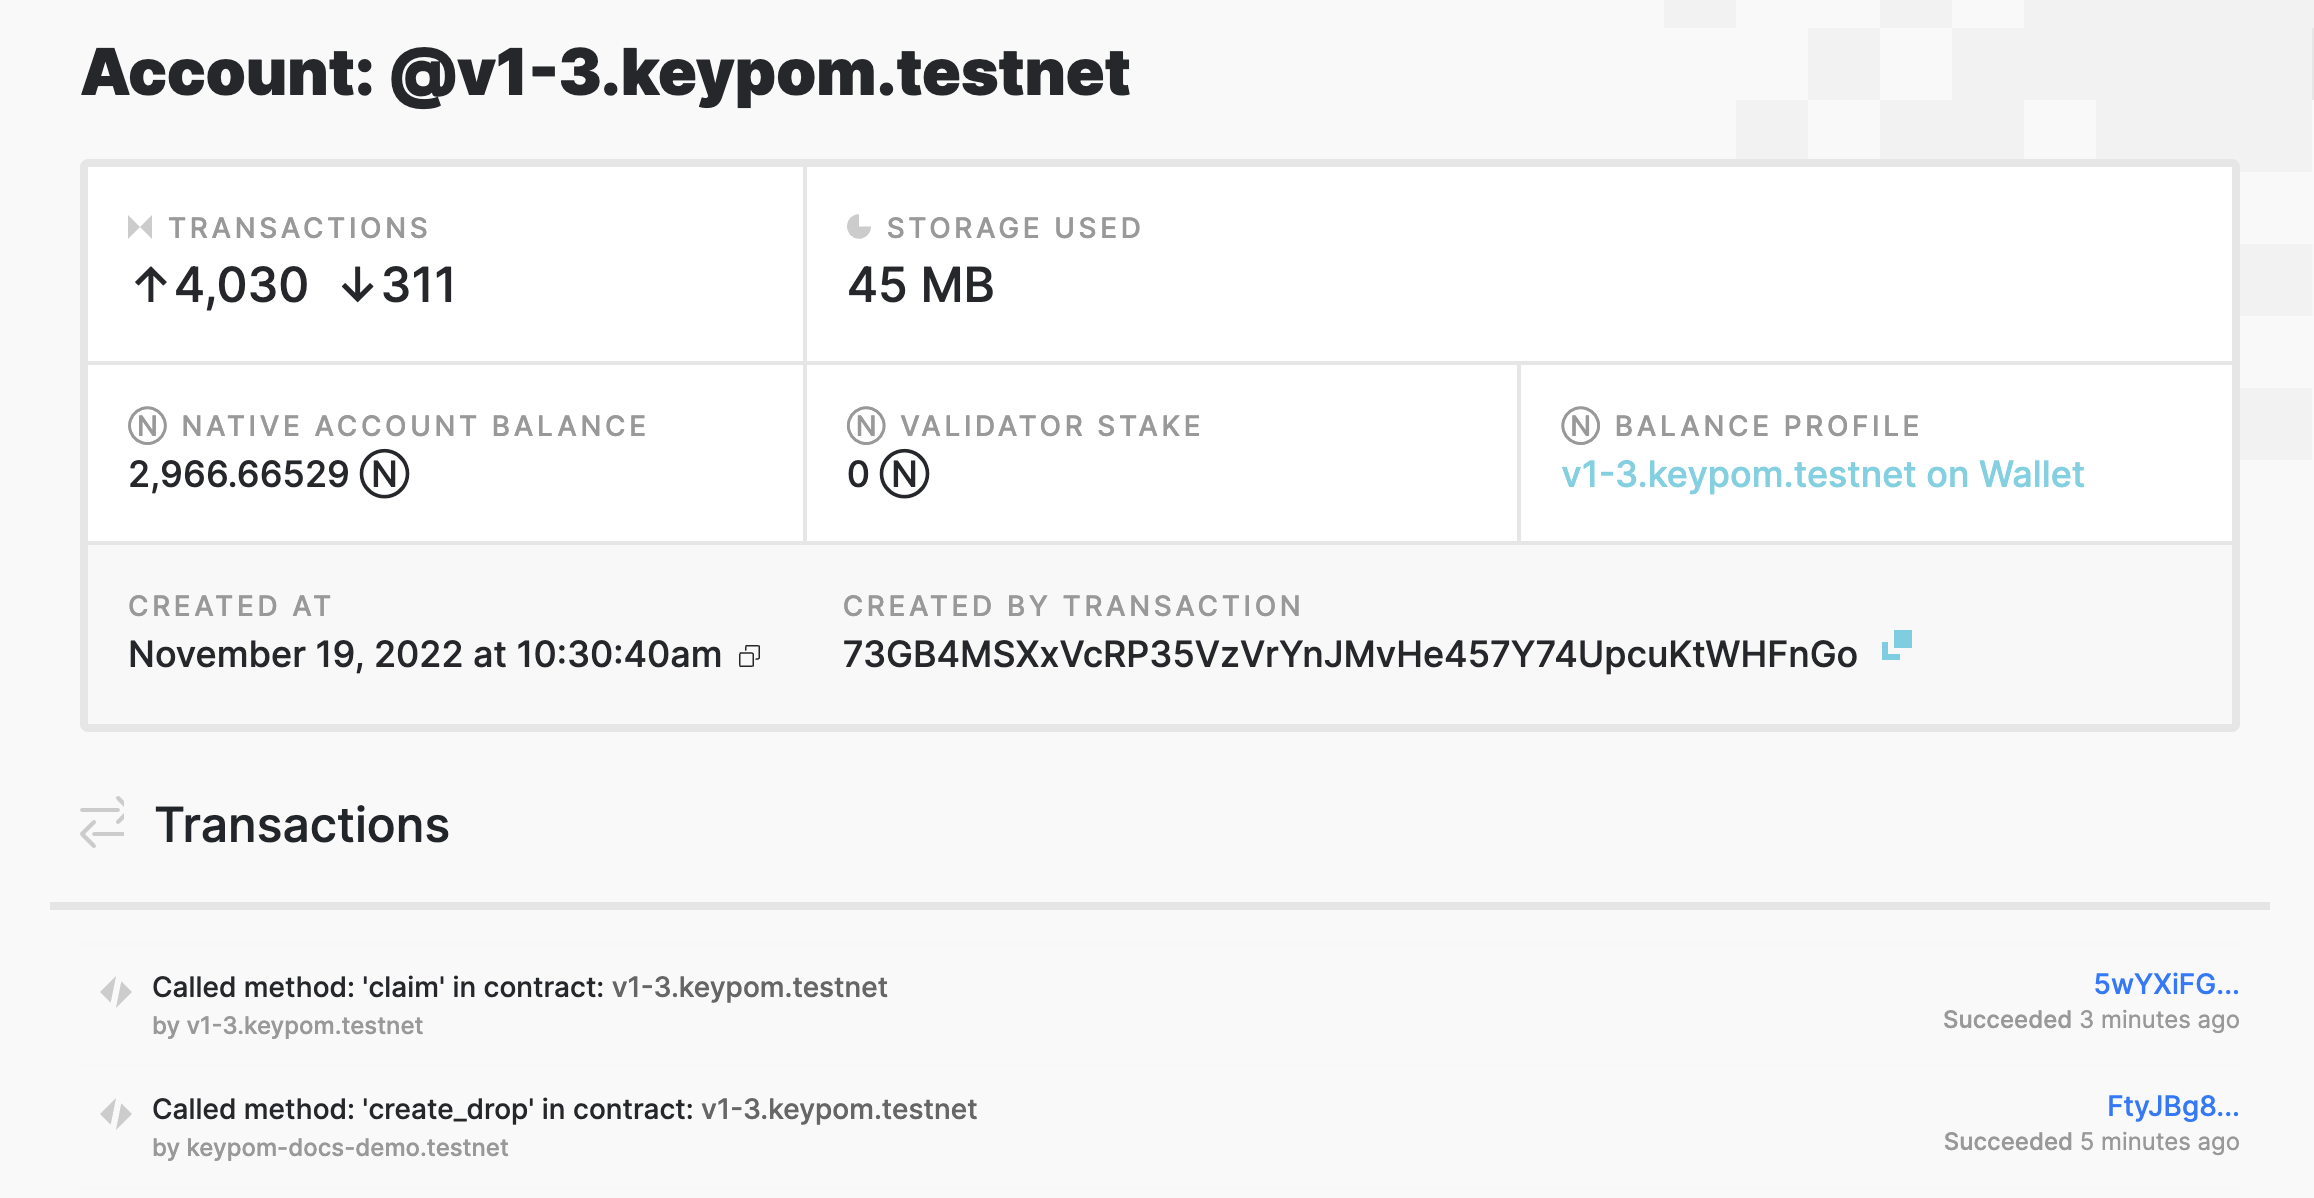 Account: @v1-3.keypom.testnet
TRANSACTIONS
↑4,030 ↓311
STORAGE USED
45 MB
NATIVE ACCOUNT BALANCE
2,966.66529 N
VALIDATOR STAKE
0 N
BALANCE PROFILE
v1-3.keypom.testnet on Wallet
CREATED AT
November 19, 2022 at 10:30:40am
CREATED BY TRANSACTION
73GB4MSXxVcRP35VzVrYnJMvHe457Y74UpcuKtWHFnGo
Transactions
Called method: 'claim' in contract: v1-3.keypom.testnet
by v1-3.keypom.testnet
5wYXiFG...
Succeeded 3 minutes ago
Called method: 'create_drop' in contract: v1-3.keypom.testnet
by keypom-docs-demo.testnet
FtyJBg8...
Succeeded 5 minutes ago